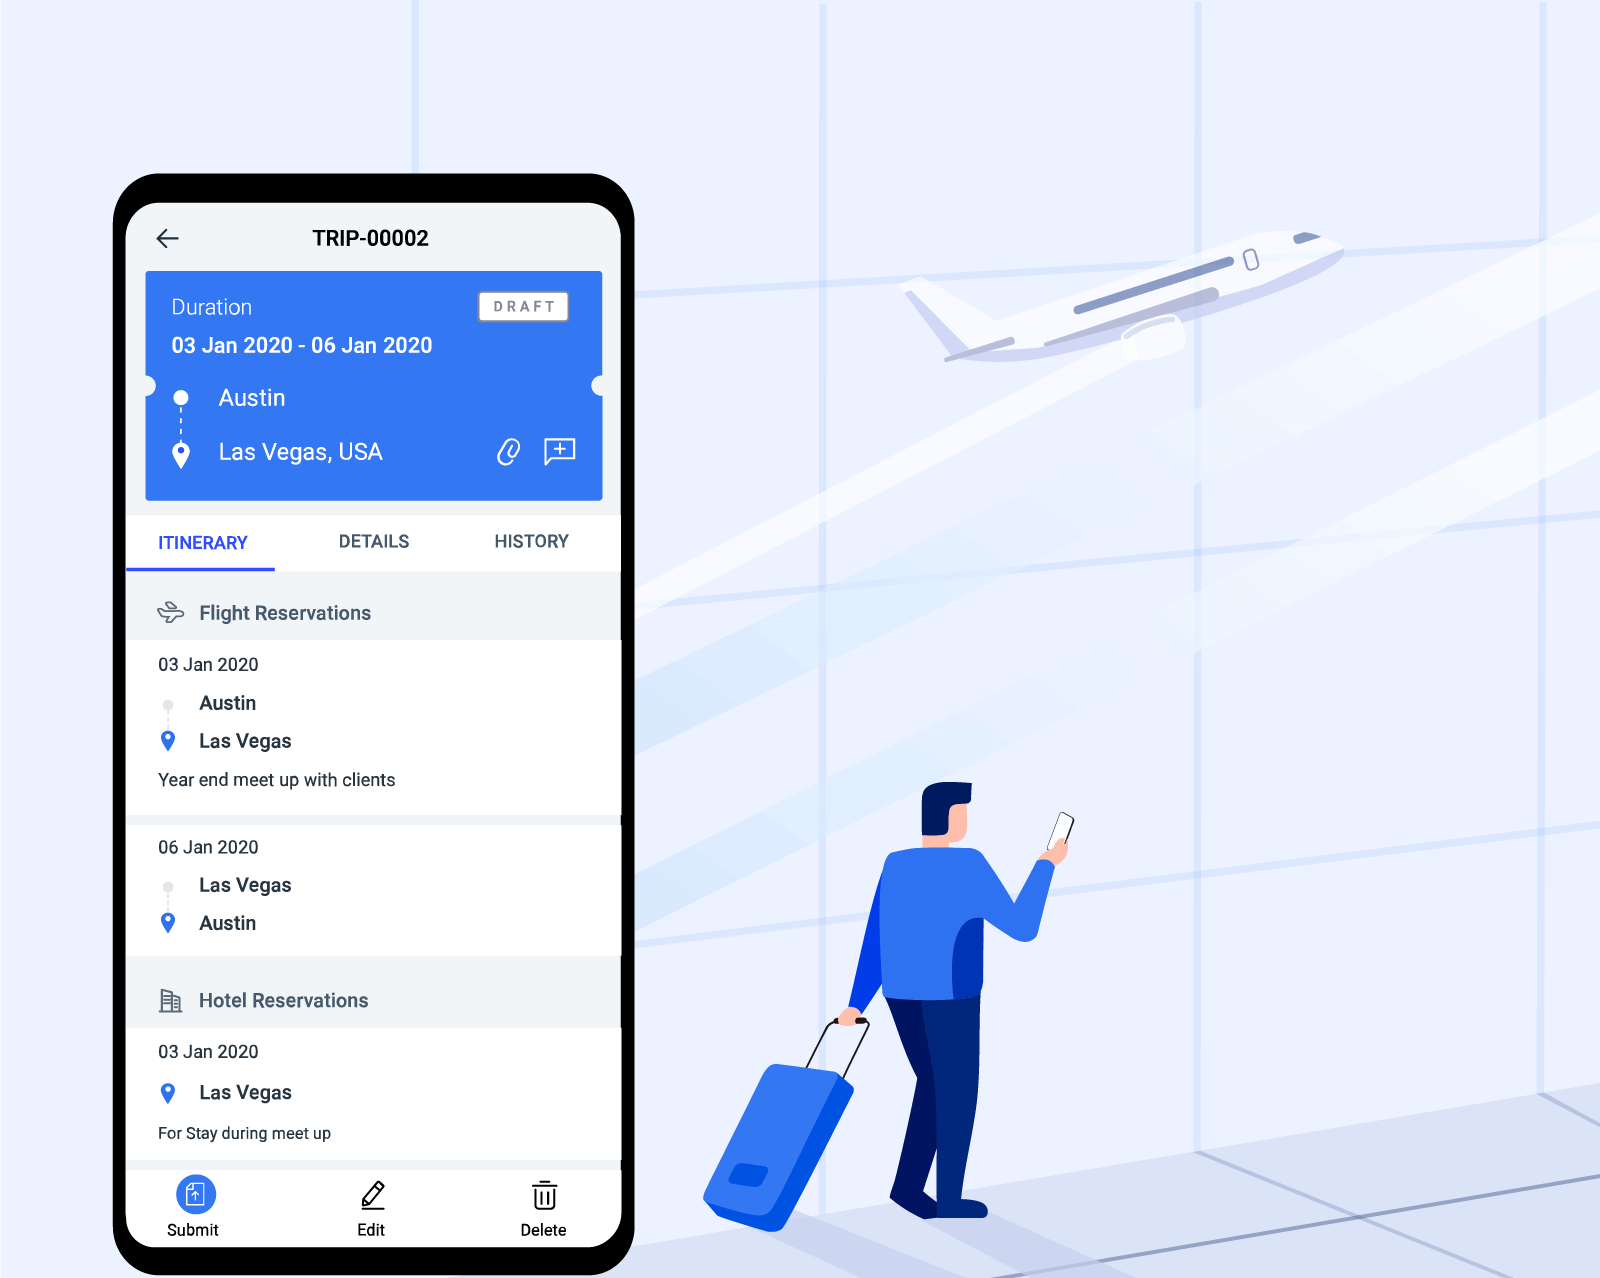 TRIP-00002
Duration
DRAFT
03 Jan 2020 - 06 Jan 2020
Austin
Las Vegas, USA
ITINERARY DETAILS HISTORY
Flight Reservations
03 Jan 2020
Austin
Las Vegas
Year end meet up with clients
06 Jan 2020
Las Vegas
Austin
Hotel Reservations
03 Jan 2020
Las Vegas
For Stay during meet up
Submit Edit Delete